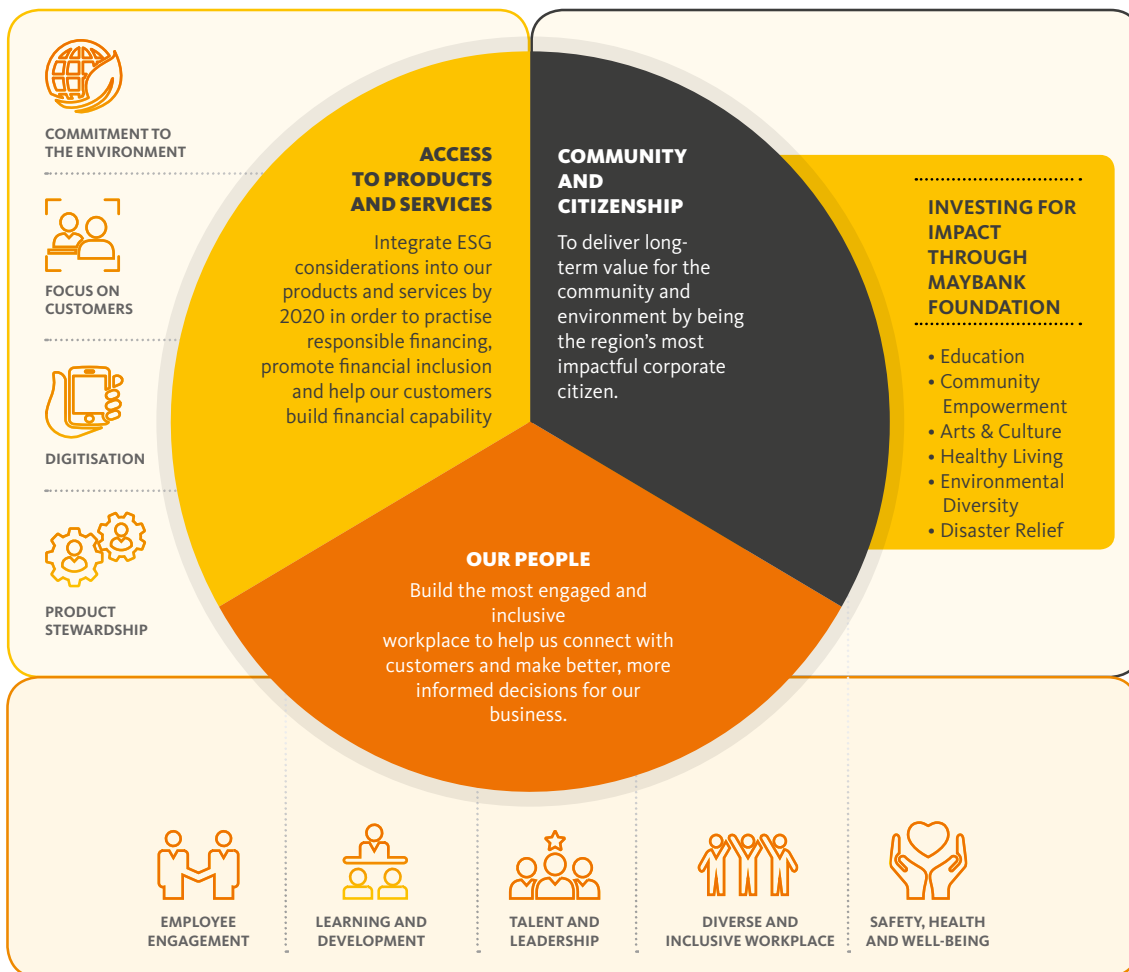 COMMITMENT TO
THE ENVIRONMENT
FOCUS ON
CUSTOMERS
DIGITISATION
PRODUCT
STEWARDSHIP
ACCESS
TO PRODUCTS
AND SERVICES
Integrate ESG
considerations into our
products and services by
2020 in order to practise
responsible financing,
promote financial inclusion
and help our customers
build financial capability
COMMUNITY
AND
CITIZENSHIP
To deliver long-
term value for the
community and
environment by being
the region's most
impactful corporate
citizen.
INVESTING FOR
IMPACT
THROUGH
MAYBANK
FOUNDATION
• Education
• Community
Empowerment
• Arts & Culture
• Healthy Living
• Environmental
Diversity
• Disaster Relief
OUR PEOPLE
Build the most engaged and
inclusive
workplace to help us connect with
customers and make better, more
informed decisions for our
business.
EMPLOYEE
ENGAGEMENT
LEARNING AND
DEVELOPMENT
TALENT AND
LEADERSHIP
DIVERSE AND
INCLUSIVE WORKPLACE
SAFETY, HEALTH
AND WELL-BEING